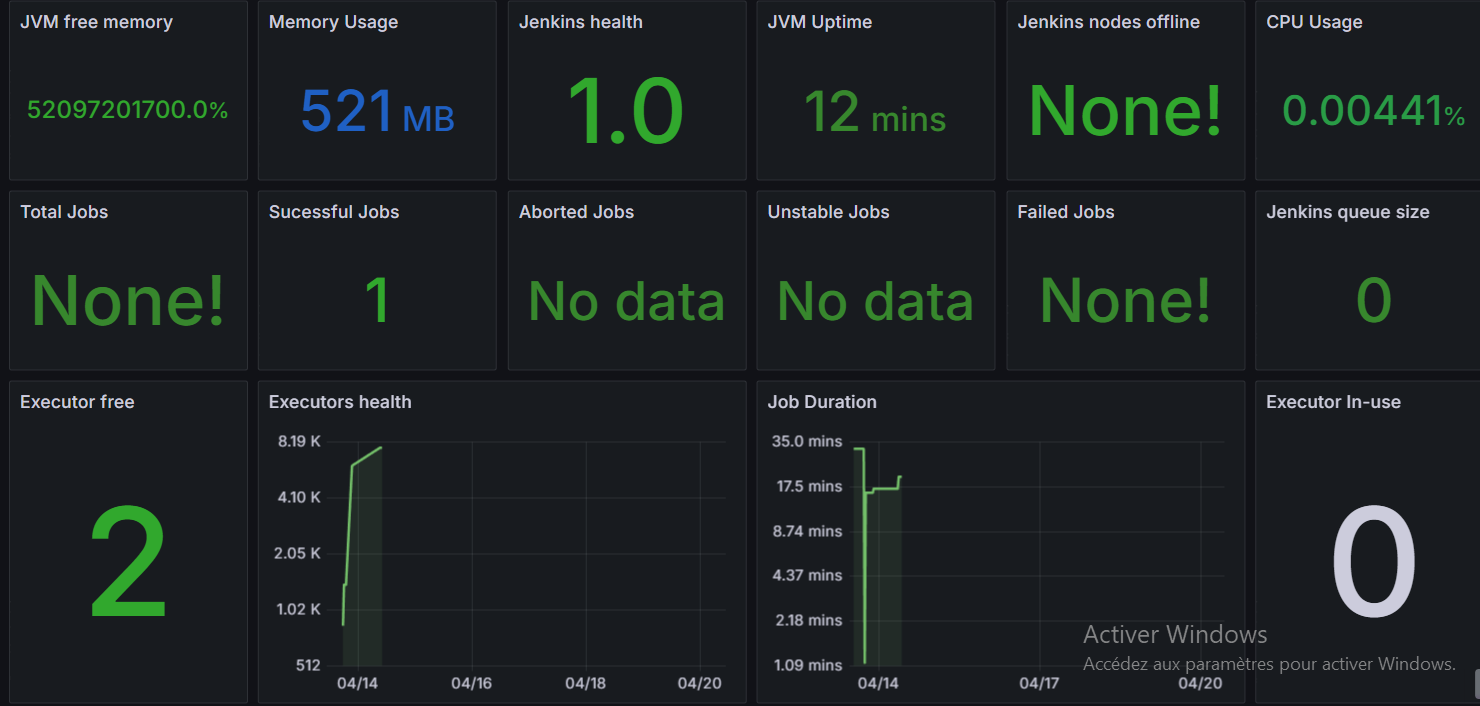 JVM free memory
52097201700.0%
Memory Usage
521 MB
Jenkins health
1.0
JVM Uptime
12 mins
Jenkins nodes offline
None!
CPU Usage
0.00441%
Total Jobs
None!
Sucessful Jobs
1
Aborted Jobs
No data
Unstable Jobs
No data
Failed Jobs
None!
Jenkins queue size
0
Executor free
2
Executors health
8.19 K
4.10 K
2.05 K
1.02 K
512
04/14 04/16 04/18 04/20
Job Duration
35.0 mins
17.5 mins
8.74 mins
4.37 mins
2.18 mins
1.09 mins
04/14 04/17 04/20
Executor In-use
0
Activer Windows
Accédez aux paramètres pour activer Windows.